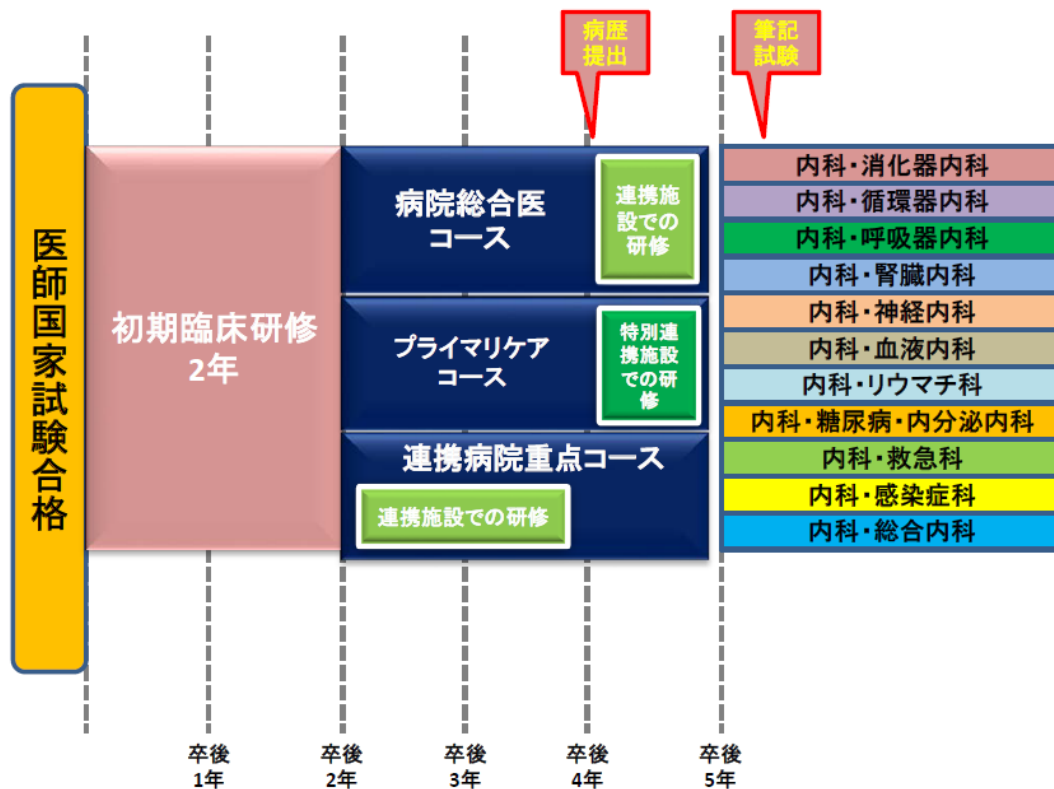 病歴
提出
筆記
試験
医師国家試験合格
初期臨床研修
2年
病院総合医
コース
連携施
設での
研修
プライマリケア
コース
特別連
携施設
での研
修
連携病院重点コース
連携施設での研修
内科・消化器内科
内科・循環器内科
内科・呼吸器内科
内科・腎臓内科
内科・神経内科
内科・血液内科
内科・リウマチ科
内科・糖尿病・内分泌内科
内科・救急科
内科・感染症科
内科・総合内科
卒後
1年
卒後
2年
卒後
3年
卒後
4年
卒後
5年